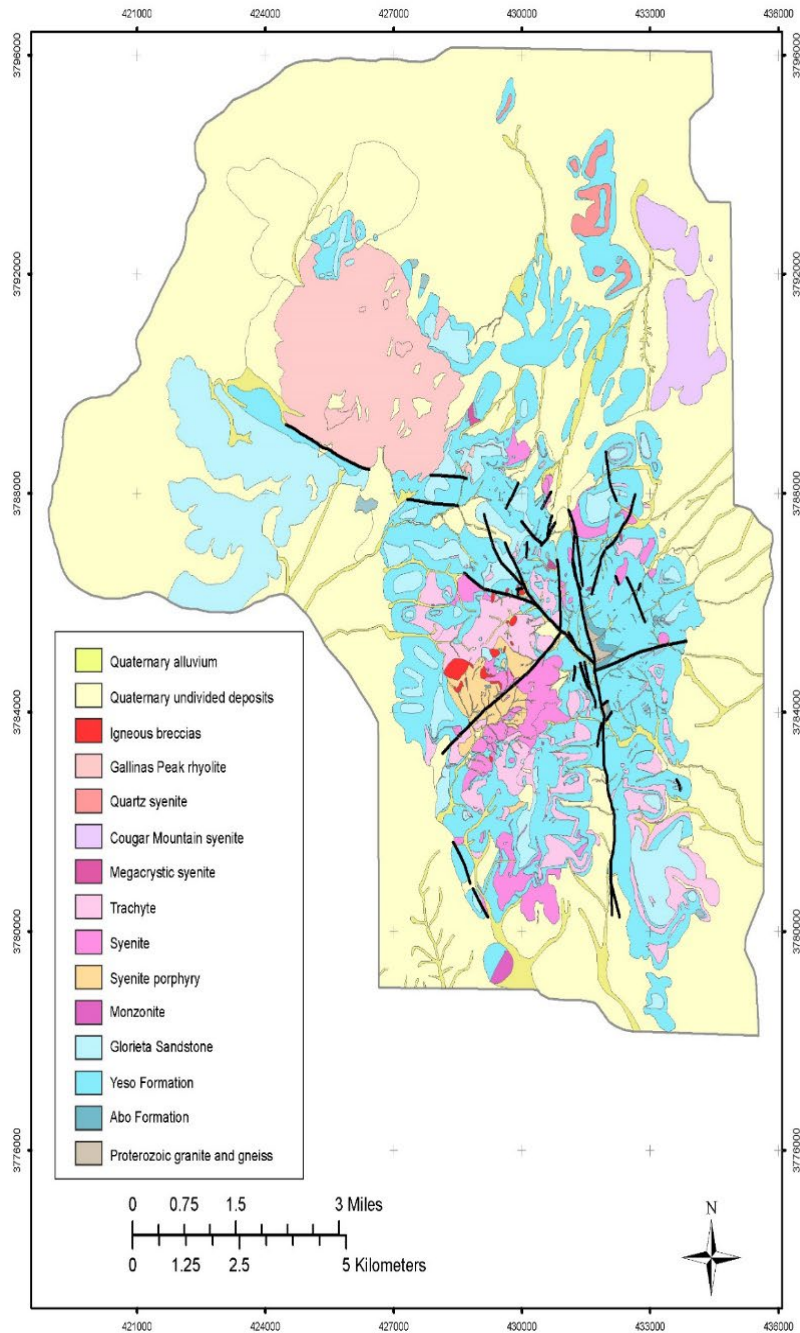 421000 424000 427000 430000 433000 436000
3796000 3796000
3792000 3792000
3788000 3788000
3784000 3784000
3780000 3780000
3776000 3776000
Quaternary alluvium
Quaternary undivided deposits
Igneous breccias
Gallinas Peak rhyolite
Quartz syenite
Cougar Mountain syenite
Megacrystic syenite
Trachyte
Syenite
Syenite porphyry
Monzonite
Glorieta Sandstone
Yeso Formation
Abo Formation
Proterozoic granite and gneiss
0 0.75 1.5 3 Miles
0 1.25 2.5 5 Kilometers
N
421000 424000 427000 430000 433000 436000